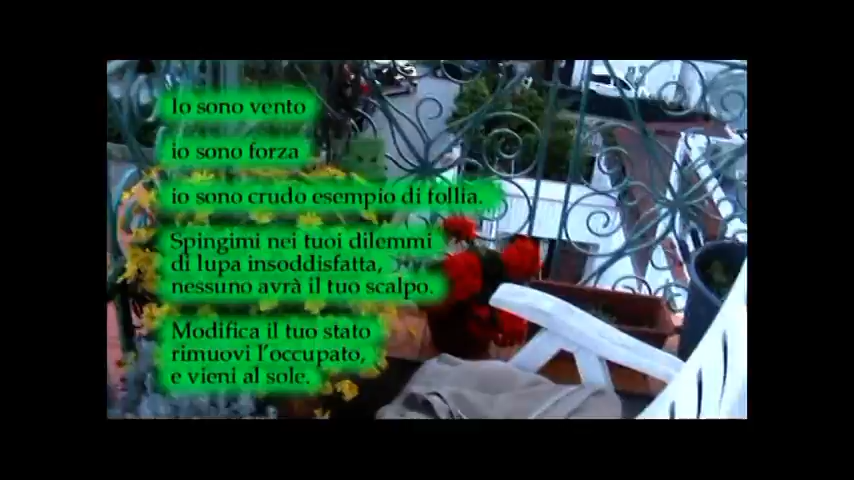 Io sono vento
io sono forza
io sono crudo esempio di follia.
Spingimi nei tuoi dilemmi
di lupa insoddisfatta,
nessuno avrà il tuo scalpo.
Modifica il tuo stato
rimuovi l'occupato,
e vieni al sole.